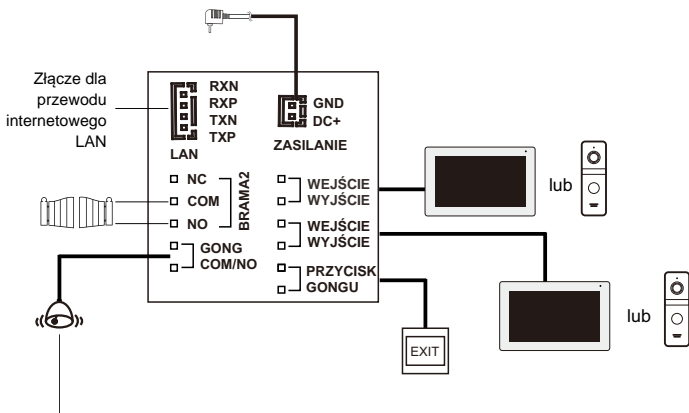 Złącze dla
przewodu
internetowego
LAN
RXN
RXP
TXN
TXP
LAN
GND
DC+
ZASILANIE
NC
COM
NO
BRAMA2
GONG
COM/NO
WEJŚCIE
WYJŚCIE
WEJŚCIE
WYJŚCIE
PRZYCISK
GONGU
lub
lub
EXIT